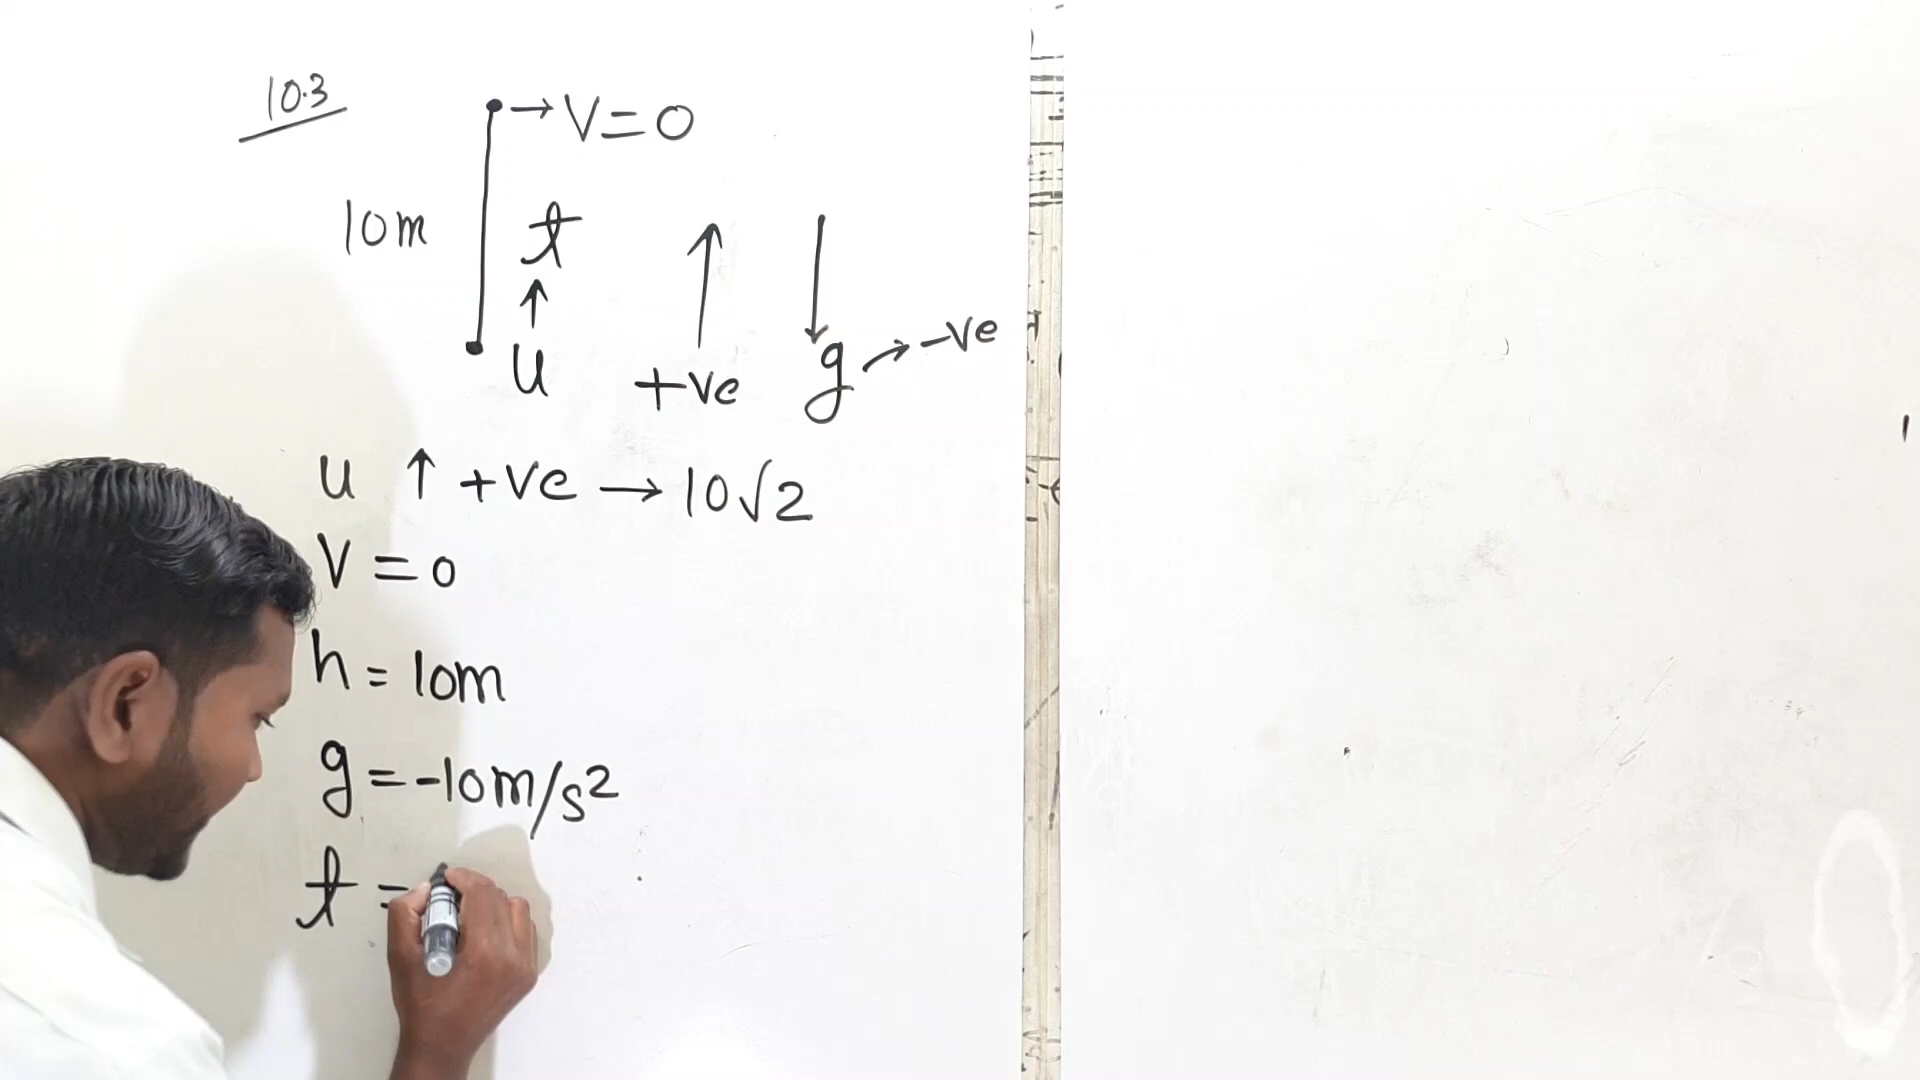 10.3
→ V=0
10m
t
↑
u
+ve
g → -ve
u ↑ +ve → 10√2
V = 0
h = 10m
g = -10m/s²
t =